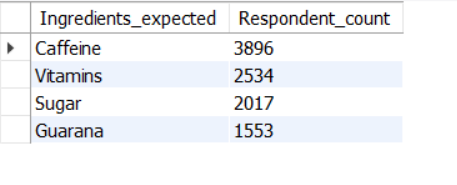 Ingredients_expected Respondent_count
Caffeine 3896
Vitamins 2534
Sugar 2017
Guarana 1553